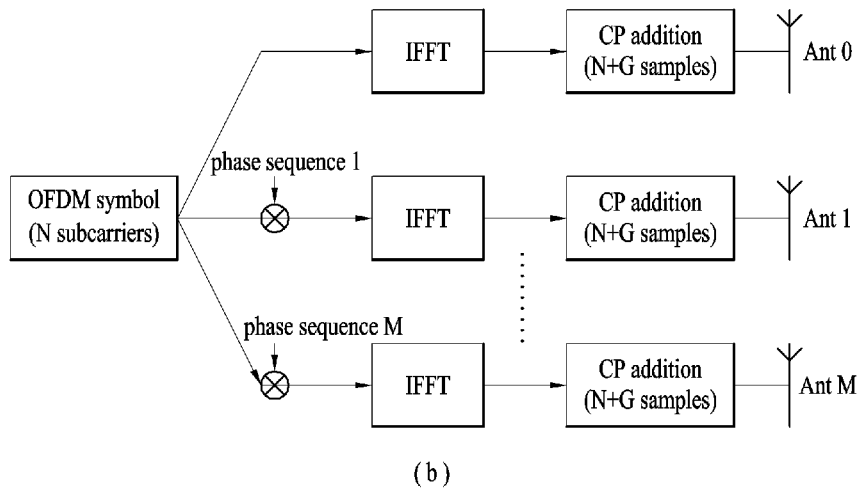 IFFT
CP addition
(N+G samples)
Ant 0
phase sequence 1
OFDM symbol
(N subcarriers)
IFFT
CP addition
(N+G samples)
Ant 1
phase sequence M
IFFT
CP addition
(N+G samples)
Ant M
(b)